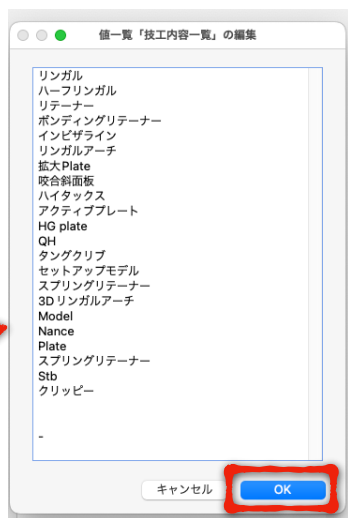 値一覧「技工内容一覧」の編集
リンガル
ハーフリンガル
リテーナー
ボンディングリテーナー
インビザライン
リンガルアーチ
拡大Plate
咬合斜面板
ハイタックス
アクティブプレート
HG plate
QH
タングクリブ
セットアップモデル
スプリングリテーナー
3Dリンガルアーチ
Model
Nance
Plate
スプリングリテーナー
Stb
クリッピー
-
キャンセル
OK